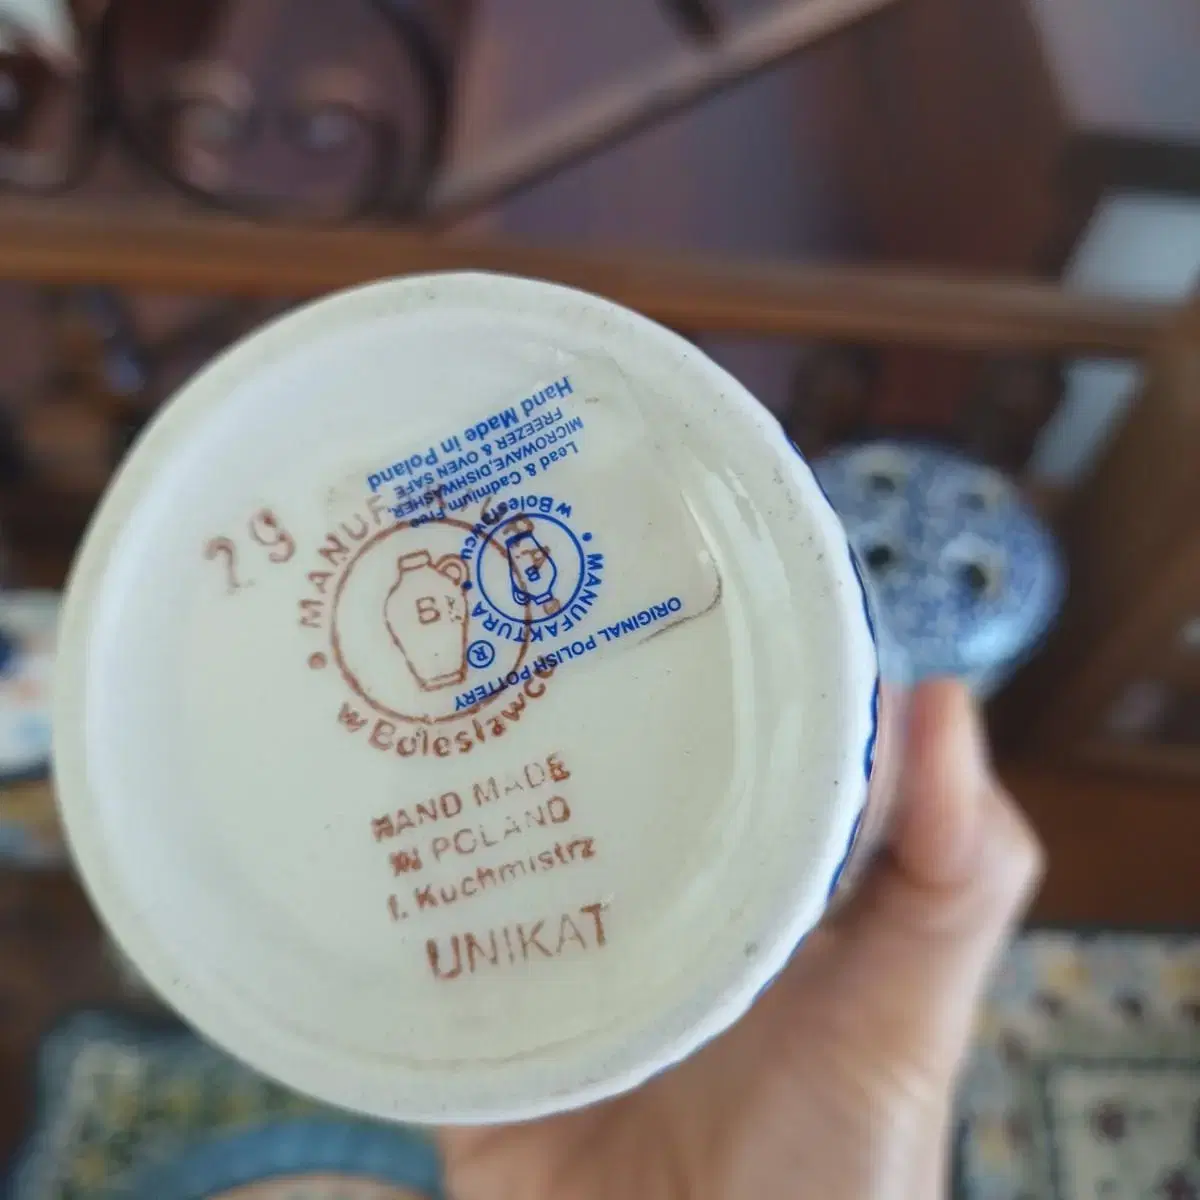 29
MANUFAKTURA
w Bolesławcu
B
HAND MADE
IN POLAND
I. Kuchmistrz
UNIKAT
ORIGINAL POLISH POTTERY
®
MANUFAKTURA
w Bolesławcu
B
Lead & Cadmium Free
MICROWAVE, DISHWASHER,
FREEZER & OVEN SAFE
Hand Made in Poland